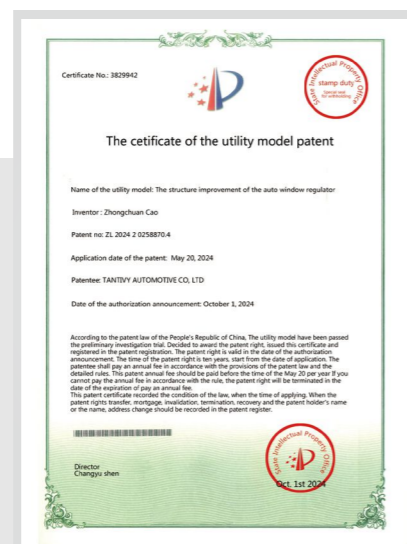 Certificate No.: 3829942
State Intellectual Property Office
stamp duty
Special seal
for withholding
The cetificate of the utility model patent
Name of the utility model: The structure improvement of the auto window regulator
Inventor : Zhongchuan Cao
Patent no: ZL 2024 2 0258870.4
Application date of the patent:  May 20, 2024
Patentee: TANTIVY AUTOMOTIVE CO, LTD
Date of the authorization announcement: October 1, 2024
According to the patent law of the People's Republic of China, The utility model have been passed
the preliminary investigation trial. Decided to award the patent right, issued this certificate and
registered in the patent registration. The patent right is valid in the date of the authorization
announcement. The time of the patent right is ten years, start from the date of application. The
patentee shall pay an annual fee in accordance with the provisions of the patent law and the
detailed rules. This patent annual fee should be paid before the time of the May 20 per year If you
cannot pay the annual fee in accordance with the rule, the patent right will be terminated in the
date of the expiration of pay an annual fee.
This patent certificate recorded the condition of the law, when the time of applying. When the
patent rights transfer, mortgage, invalidation, termination, recovery and the patent holder's name
or the name, address change should be recorded in the patent register.
State Intellectual Property Office
Director
Changyu shen
Oct. 1st 2024